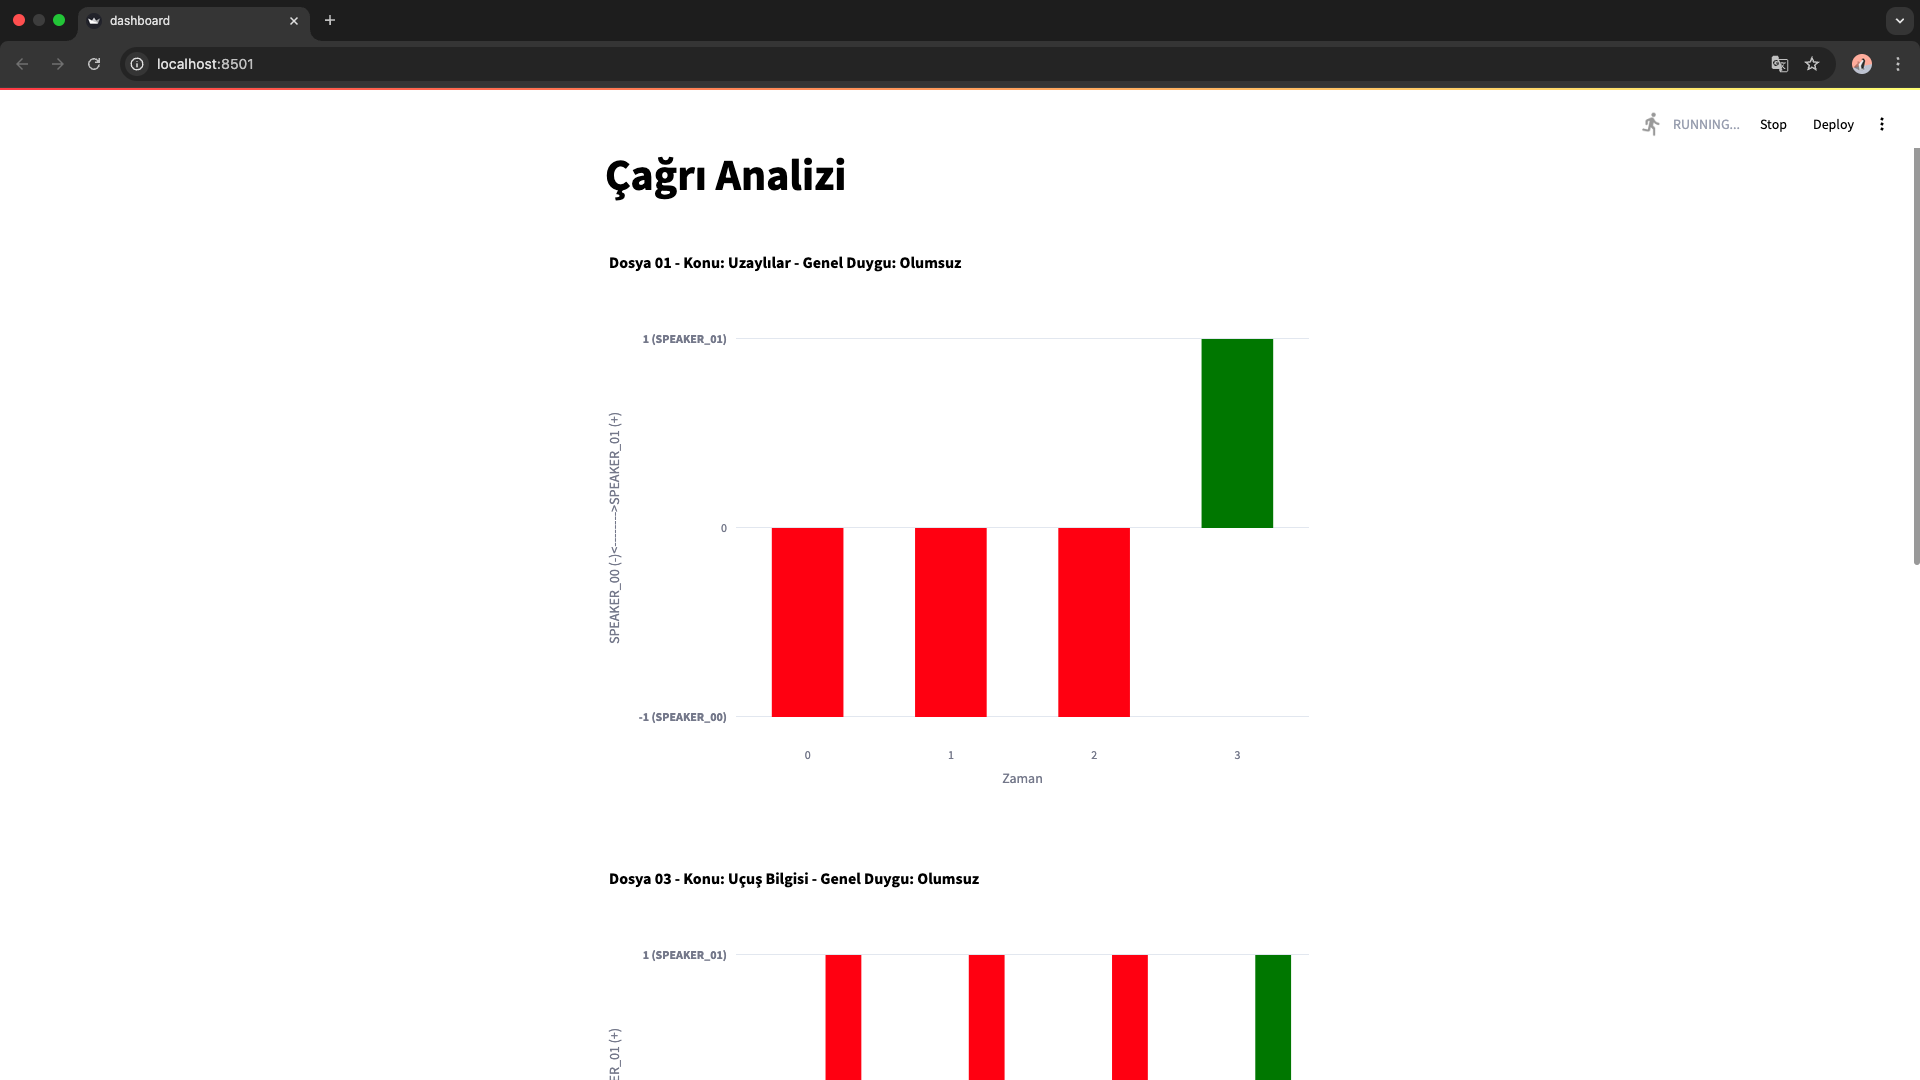 dashboard
localhost:8501
RUNNING... Stop Deploy
Çağrı Analizi
Dosya 01 - Konu: Uzaylılar - Genel Duygu: Olumsuz
1 (SPEAKER_01)
SPEAKER_00 (-)<--------->SPEAKER_01 (+)
0
-1 (SPEAKER_00)
0 1 2 3
Zaman
Dosya 03 - Konu: Uçuş Bilgisi - Genel Duygu: Olumsuz
1 (SPEAKER_01)
ER_01 (+)